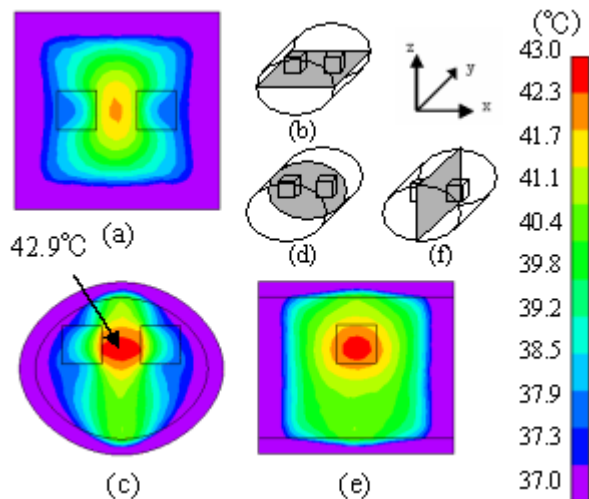 (°C)
43.0
42.3
41.7
41.1
40.4
39.8
39.2
38.5
37.9
37.3
37.0
z
y
x
(b)
(a)
(d)
(f)
42.9°C
(c)
(e)